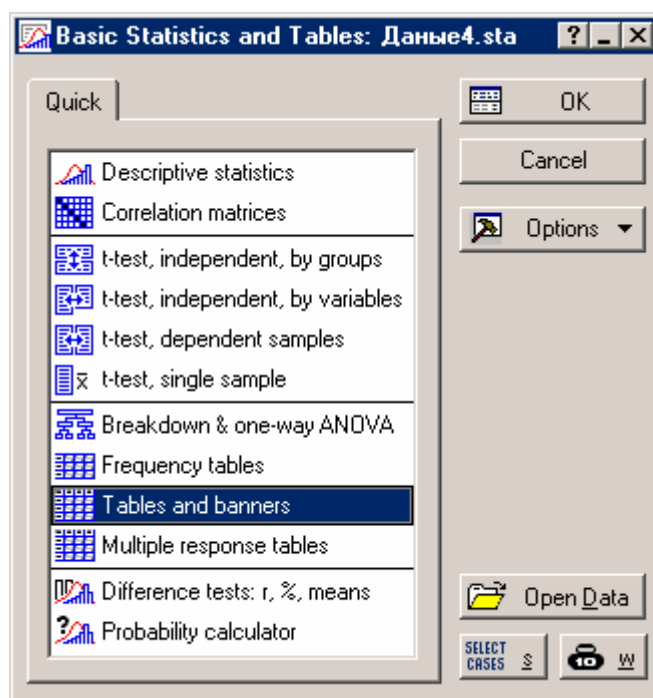 Basic Statistics and Tables: Даные4.sta
Quick
OK
Cancel
Options
Descriptive statistics
Correlation matrices
t-test, independent, by groups
t-test, independent, by variables
t-test, dependent samples
t-test, single sample
Breakdown & one-way ANOVA
Frequency tables
Tables and banners
Multiple response tables
Difference tests: r, %, means
Probability calculator
Open Data
SELECT
CASES S
W